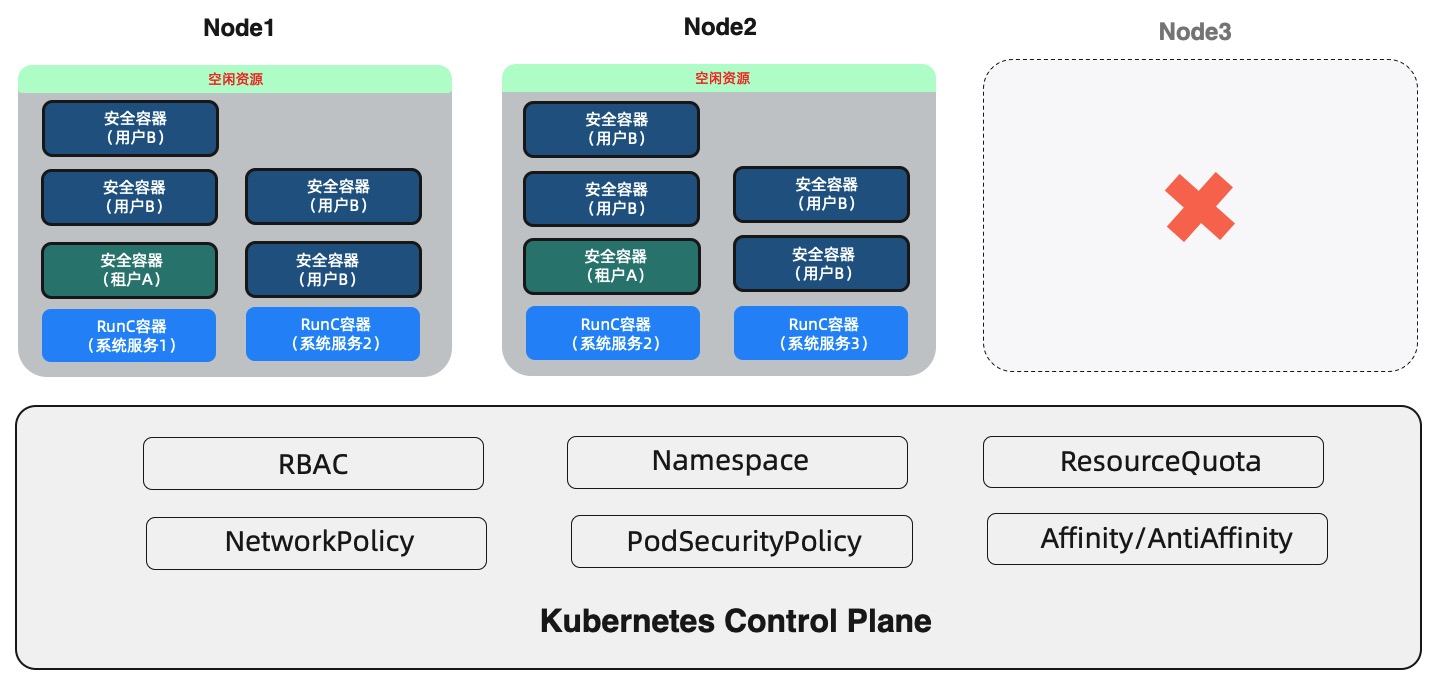 Node1
空闲资源
安全容器
（用户B）
安全容器
（用户B）
安全容器
（用户B）
安全容器
（租户A）
安全容器
（用户B）
RunC容器
（系统服务1）
RunC容器
（系统服务2）
Node2
空闲资源
安全容器
（用户B）
安全容器
（用户B）
安全容器
（用户B）
安全容器
（租户A）
安全容器
（用户B）
RunC容器
（系统服务2）
RunC容器
（系统服务3）
Node3
RBAC
Namespace
ResourceQuota
NetworkPolicy
PodSecurityPolicy
Affinity/AntiAffinity
Kubernetes Control Plane